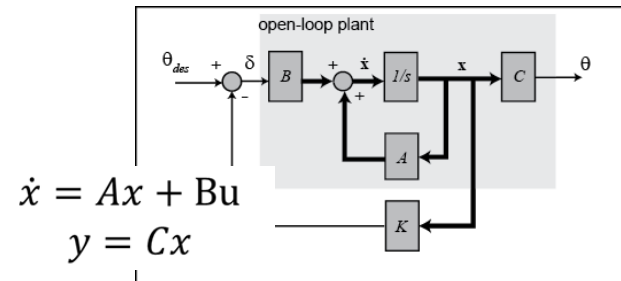 open-loop plant
θdes + δ B + ẋ 1/s x C θ
- +
A
ẋ = Ax + Bu
K
y = Cx